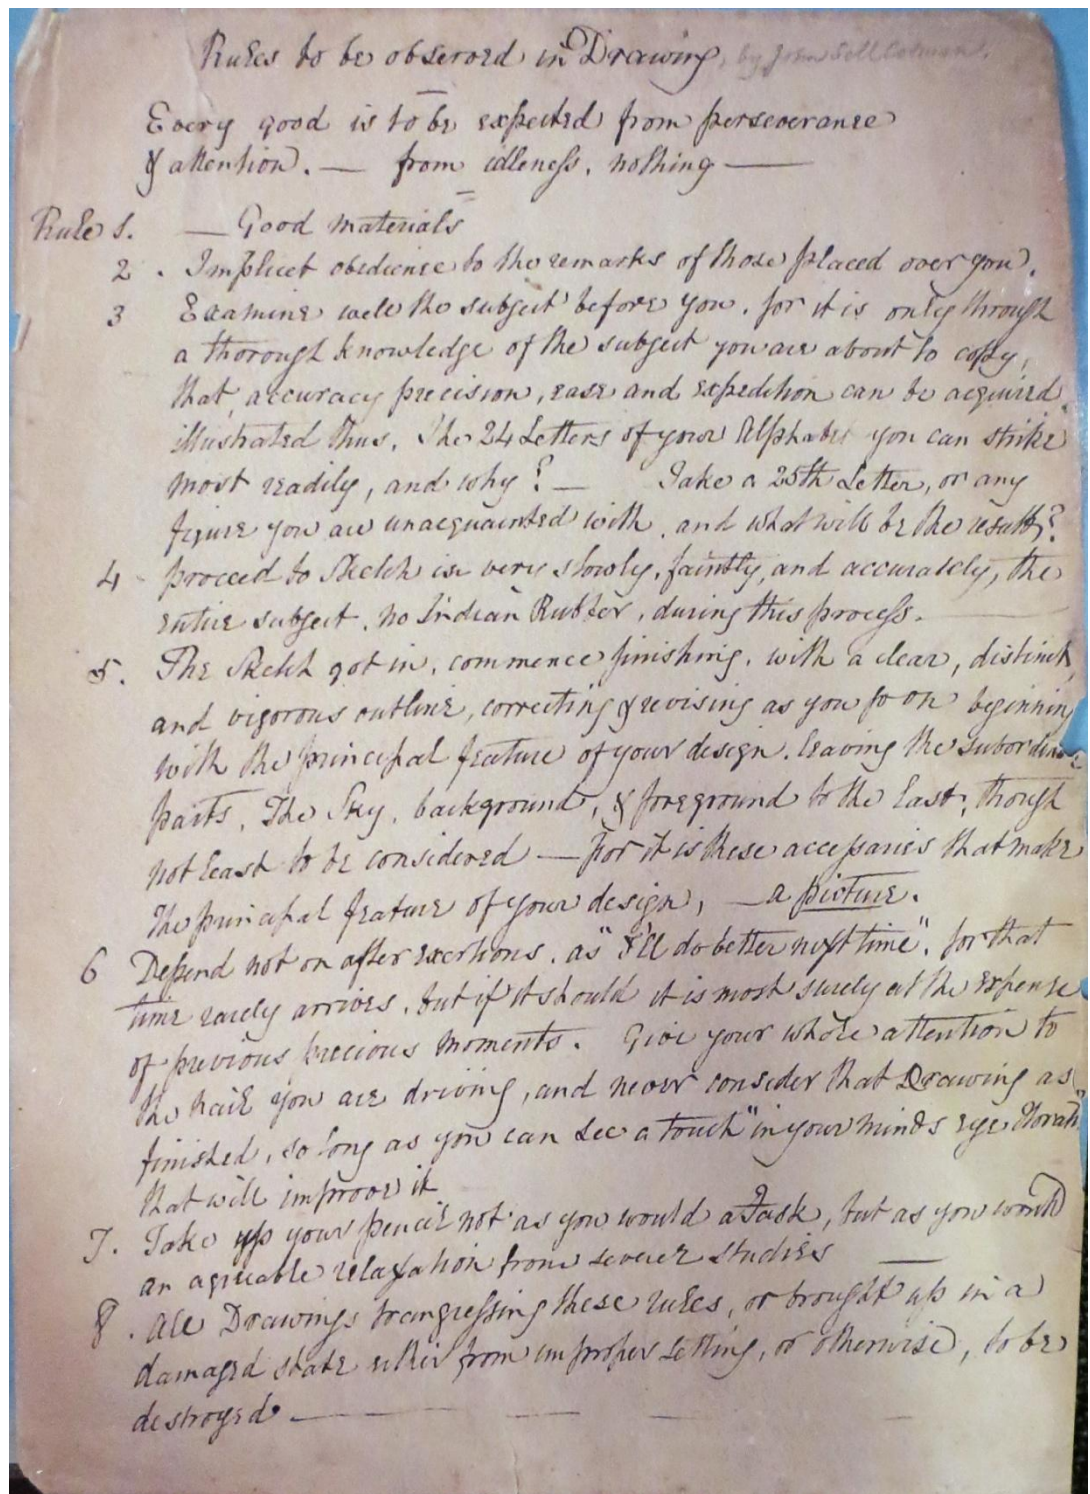 Rules to be observed in Drawing, by John Sell Cotman.
Every good is to be expected from perseverance
& attention. — from idleness, nothing —
Rule 1. — Good materials
2. Implicet obedience to the remarks of those placed over you.
3 Examine well the subject before you, for it is only through
a thorough knowledge of the subject you are about to copy,
that, accuracy precision, ease and expedition can be acquired.
illustrated thus. The 24 Letters of your Alphabet you can strike
most readily, and why? — Take a 25th Letter, or any
figure you are unacquainted with, and what will be the result?
4 proceed to Sketch in very slowly, faintly, and accurately, the
entire subject. no Indian Rubber, during this process.
5. The Sketch got in, commence finishing, with a clear, distinct,
and vigorous outline, correcting & revising as you go on beginning
with the principal feature of your design. leaving the subordinate
parts, The Sky, background, & foreground to the last, though
not least to be considered — For it is these accessaries that make
The principal feature of your design, — a picture.
6 Depend not on after exertions, as "I'll do better next time", for that
time rarely arrives, but if it should it is most surely at the expense
of previous precious moments. Give your whole attention to
the nail you are driving, and never consider that Drawing as
finished, so long as you can see a touch "in your minds eye Horatio"
that will improve it
7. Take up your pencil not as you would a Task, but as you would
an agreeable relaxation from severer studies —
8. All Drawings trangressing these rules, or brought up in a
damaged state either from improper setting, or otherwise, to be
destroyed. —